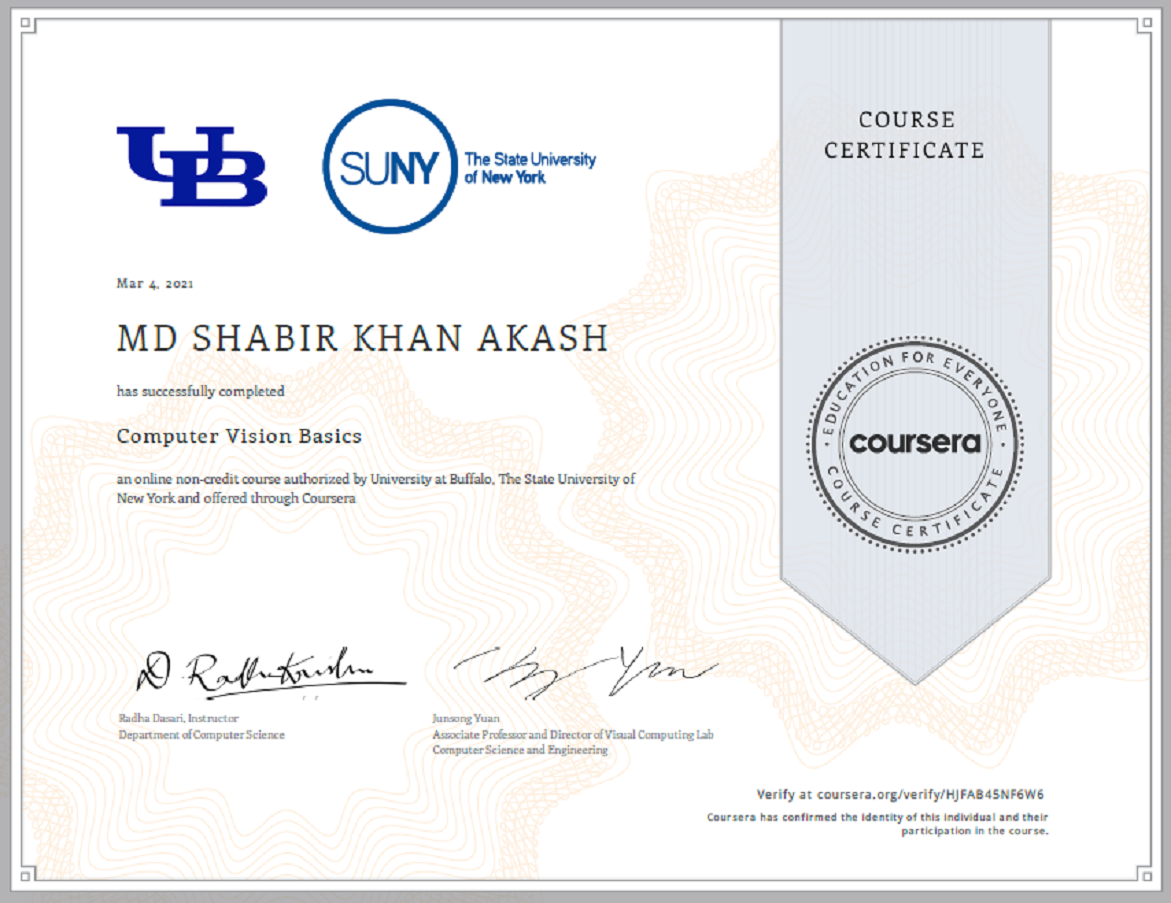 UB
SUNY
The State University
of New York
COURSE
CERTIFICATE
Mar 4, 2021
MD SHABIR KHAN AKASH
has successfully completed
Computer Vision Basics
an online non-credit course authorized by University at Buffalo, The State University of
New York and offered through Coursera
EDUCATION FOR EVERYONE
coursera
COURSE CERTIFICATE
Radha Dasari, Instructor
Department of Computer Science
Junsong Yuan
Associate Professor and Director of Visual Computing Lab
Computer Science and Engineering
Verify at coursera.org/verify/HJFAB45NF6W6
Coursera has confirmed the identity of this individual and their
participation in the course.